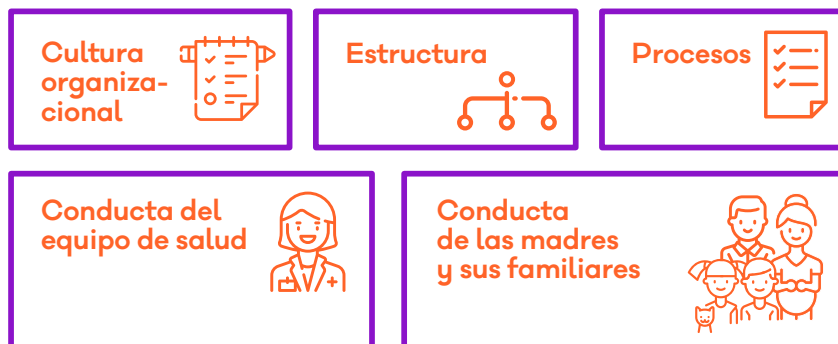 Cultura
organiza-
cional
Estructura
Procesos
Conducta del
equipo de salud
Conducta
de las madres
y sus familiares